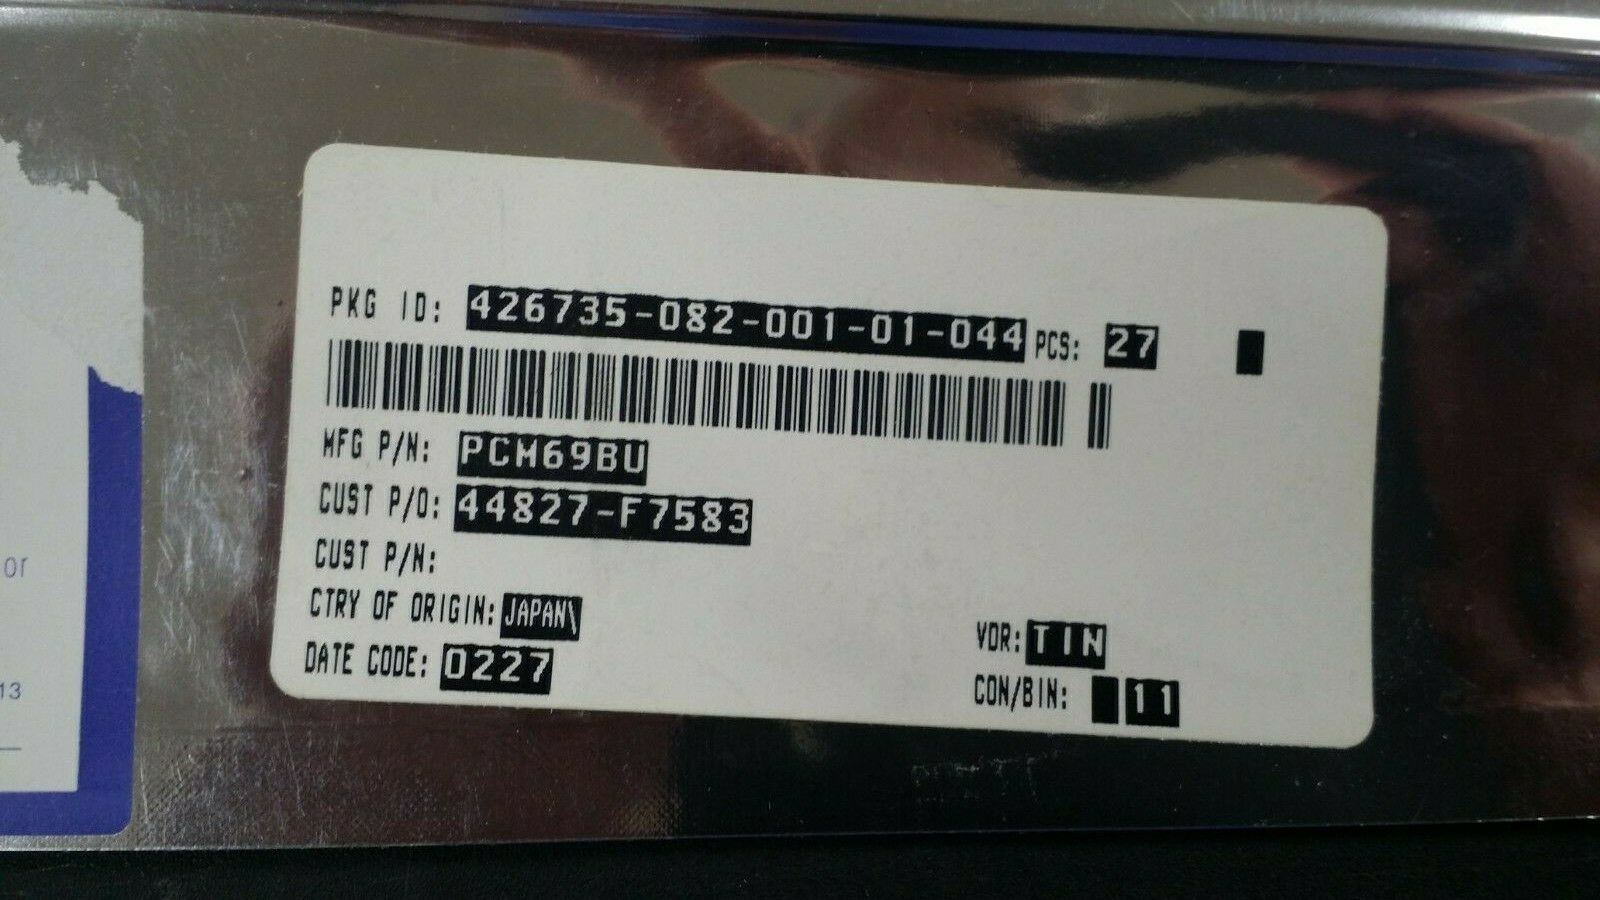 PKG ID: 426735-082-001-01-044 PCS: 27
MFG P/N: PCM69BU
CUST P/O: 44827-F7583
CUST P/N:
CTRY OF ORIGIN: JAPAN\
VDR: TIN
DATE CODE: 0227
CON/BIN: 11
or
13